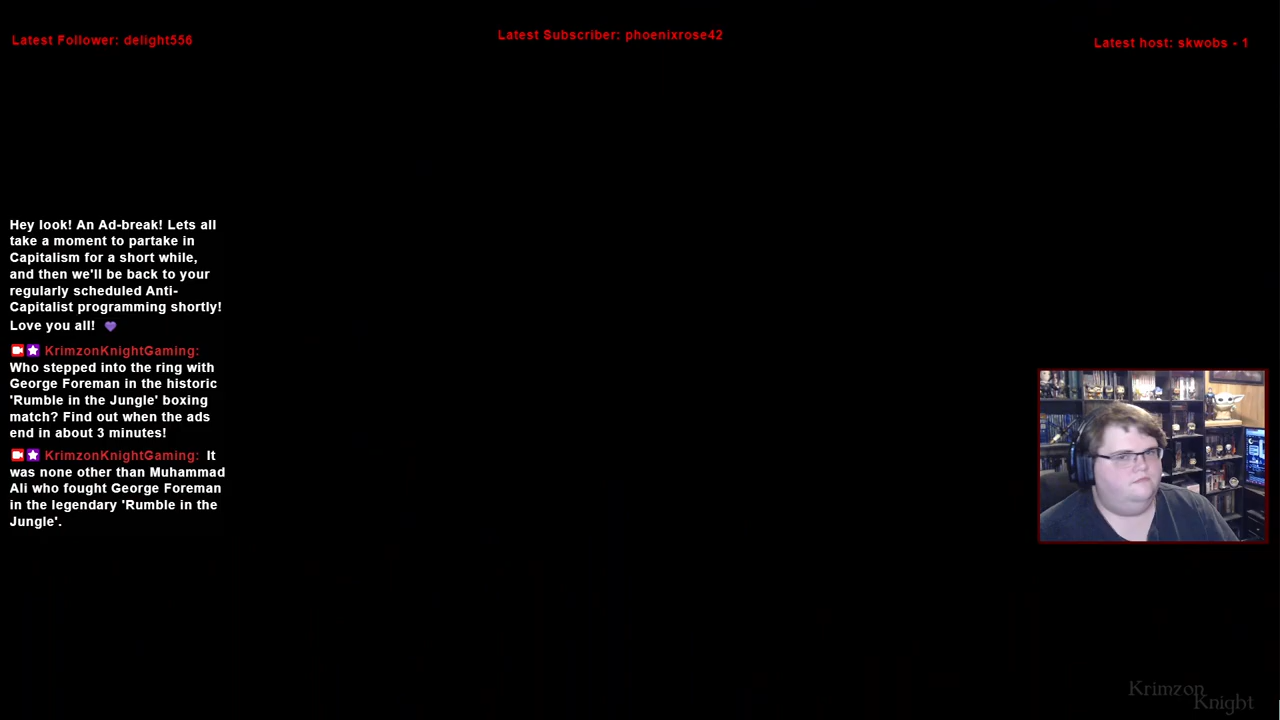 Latest Follower: delight556
Latest Subscriber: phoenixrose42
Latest host: skwobs - 1
Hey look! An Ad-break! Lets all
take a moment to partake in
Capitalism for a short while,
and then we'll be back to your
regularly scheduled Anti-
Capitalist programming shortly!
Love you all! 💜
KrimzonKnightGaming:
Who stepped into the ring with
George Foreman in the historic
'Rumble in the Jungle' boxing
match? Find out when the ads
end in about 3 minutes!
KrimzonKnightGaming: It
was none other than Muhammad
Ali who fought George Foreman
in the legendary 'Rumble in the
Jungle'.
Krimzon
Knight